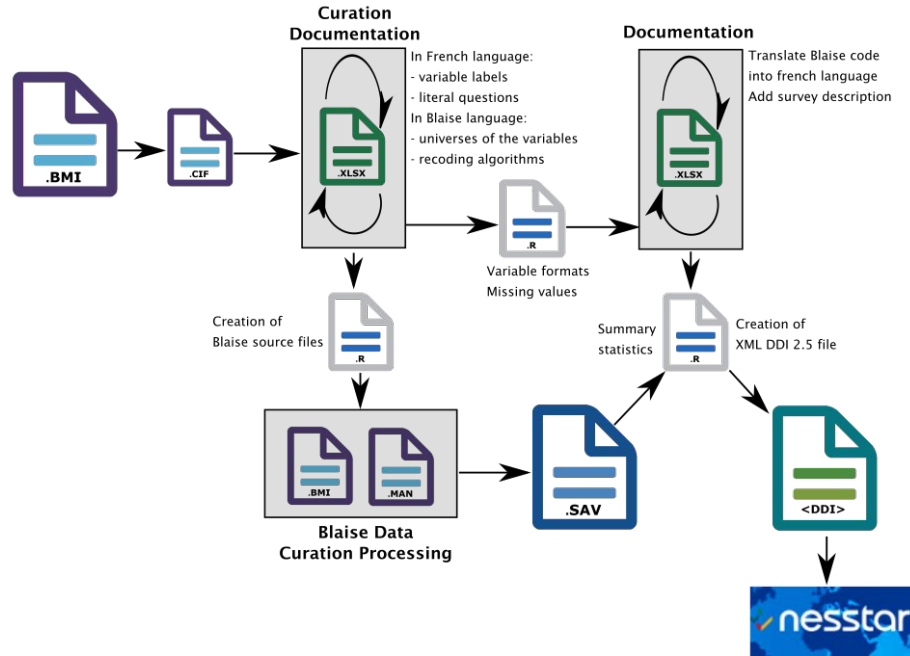 Curation
Documentation
In French language:
- variable labels
- literal questions
In Blaise language:
- universes of the variables
- recoding algorithms
Documentation
Translate Blaise code
into french language
Add survey description
.BMI
.CIF
.XLSX
.XLSX
.R
Variable formats
Missing values
Creation of
Blaise source files
.R
Summary
statistics
.R
Creation of
XML DDI 2.5 file
.BMI
.MAN
Blaise Data
Curation Processing
.SAV
<DDI>
nesstar